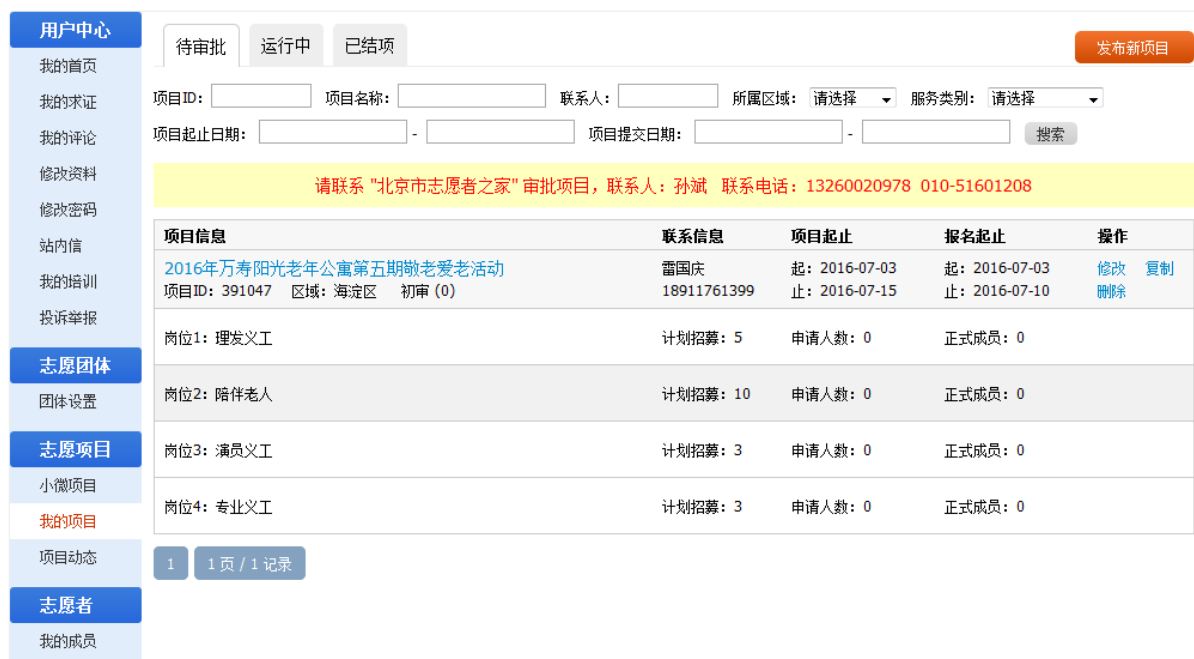 用户中心
我的首页
我的求证
我的评论
修改资料
修改密码
站内信
我的培训
投诉举报
志愿团体
团体设置
志愿项目
小微项目
我的项目
项目动态
志愿者
我的成员
待审批 运行中 已结项 发布新项目
项目ID: 项目名称: 联系人: 所属区域: 请选择 服务类别: 请选择
项目起止日期: - 项目提交日期: - 搜索
请联系 "北京市志愿者之家" 审批项目，联系人：孙斌 联系电话：13260020978 010-51601208
项目信息 联系信息 项目起止 报名起止 操作
2016年万寿阳光老年公寓第五期敬老爱老活动 雷国庆 起：2016-07-03 起：2016-07-03 修改 复制
项目ID：391047 区域：海淀区 初审 (0) 18911761399 止：2016-07-15 止：2016-07-10 删除
岗位1：理发义工 计划招募：5 申请人数：0 正式成员：0
岗位2：陪伴老人 计划招募：10 申请人数：0 正式成员：0
岗位3：演员义工 计划招募：3 申请人数：0 正式成员：0
岗位4：专业义工 计划招募：3 申请人数：0 正式成员：0
1 1 页 / 1 记录